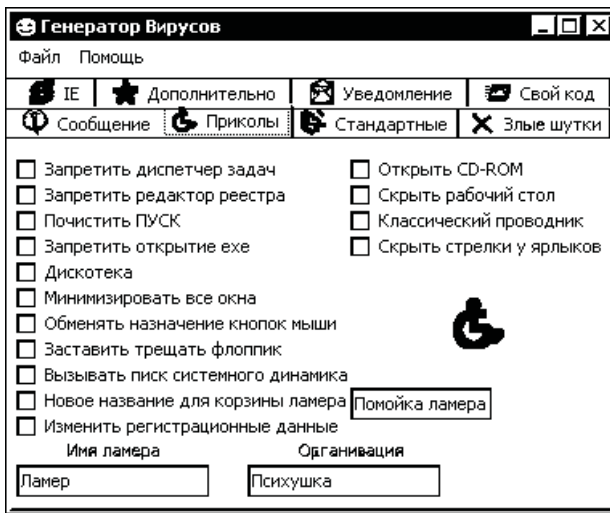 Генератор Вирусов
Файл Помощь
IE Дополнительно Уведомление Свой код
Сообщение Приколы Стандартные Злые шутки
Запретить диспетчер задач
Открыть CD-ROM
Запретить редактор реестра
Скрыть рабочий стол
Почистить ПУСК
Классический проводник
Запретить открытие exe
Скрыть стрелки у ярлыков
Дискотека
Минимизировать все окна
Обменять назначение кнопок мыши
Заставить трещать флоппик
Вызывать писк системного динамика
Новое название для корзины ламера Помойка ламера
Изменить регистрационные данные
Имя ламера Организация
Ламер Психушка